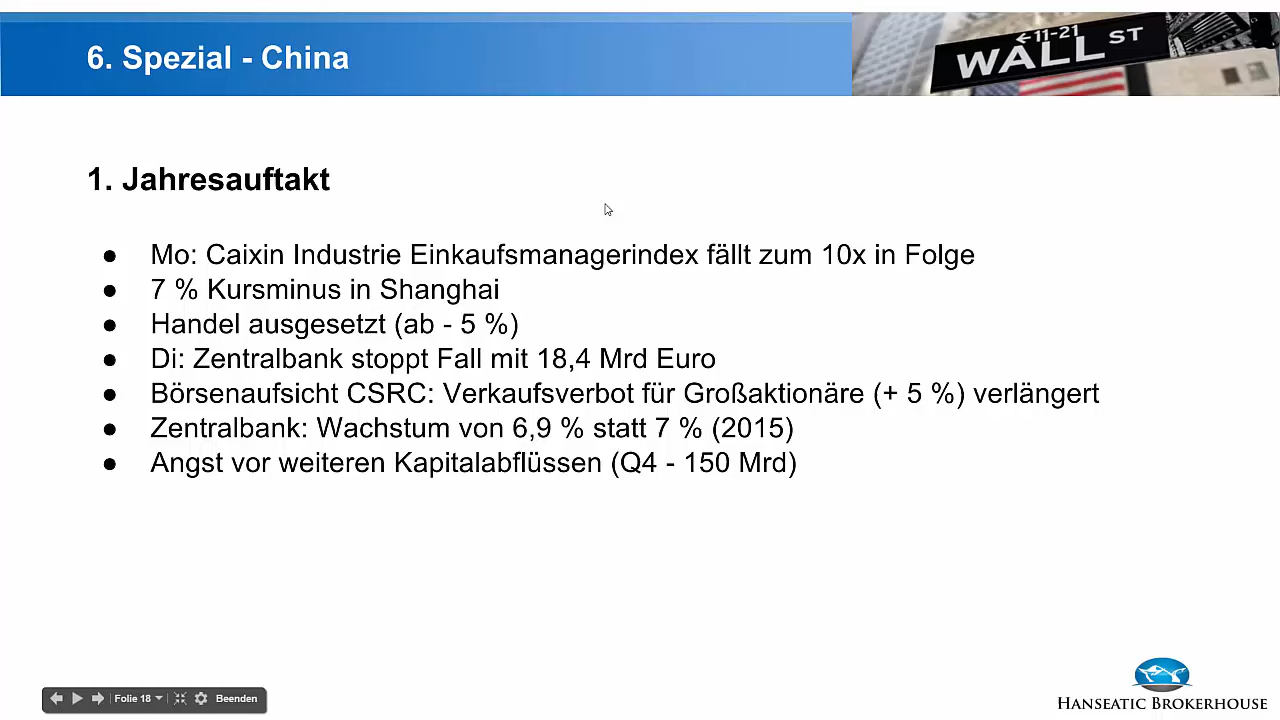 6. Spezial - China
←11-21
WALL ST
1. Jahresauftakt
● Mo: Caixin Industrie Einkaufsmanagerindex fällt zum 10x in Folge
● 7 % Kursminus in Shanghai
● Handel ausgesetzt (ab - 5 %)
● Di: Zentralbank stoppt Fall mit 18,4 Mrd Euro
● Börsenaufsicht CSRC: Verkaufsverbot für Großaktionäre (+ 5 %) verlängert
● Zentralbank: Wachstum von 6,9 % statt 7 % (2015)
● Angst vor weiteren Kapitalabflüssen (Q4 - 150 Mrd)
Folie 18 Beenden
HANSEATIC BROKERHOUSE